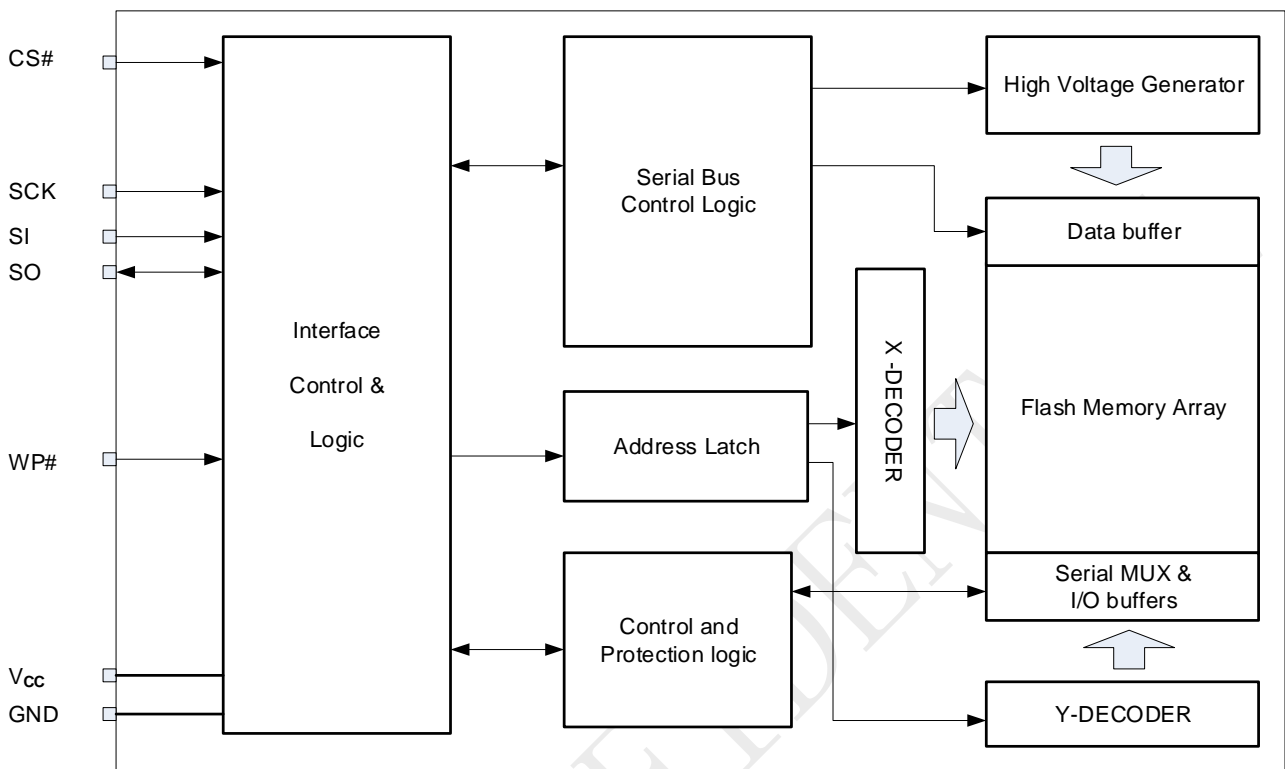 CS#
SCK
SI
SO
WP#
Vcc
GND
Interface
Control &
Logic
Serial Bus
Control Logic
Address Latch
Control and
Protection logic
X -DECODER
High Voltage Generator
Data buffer
Flash Memory Array
Serial MUX &
I/O buffers
Y-DECODER